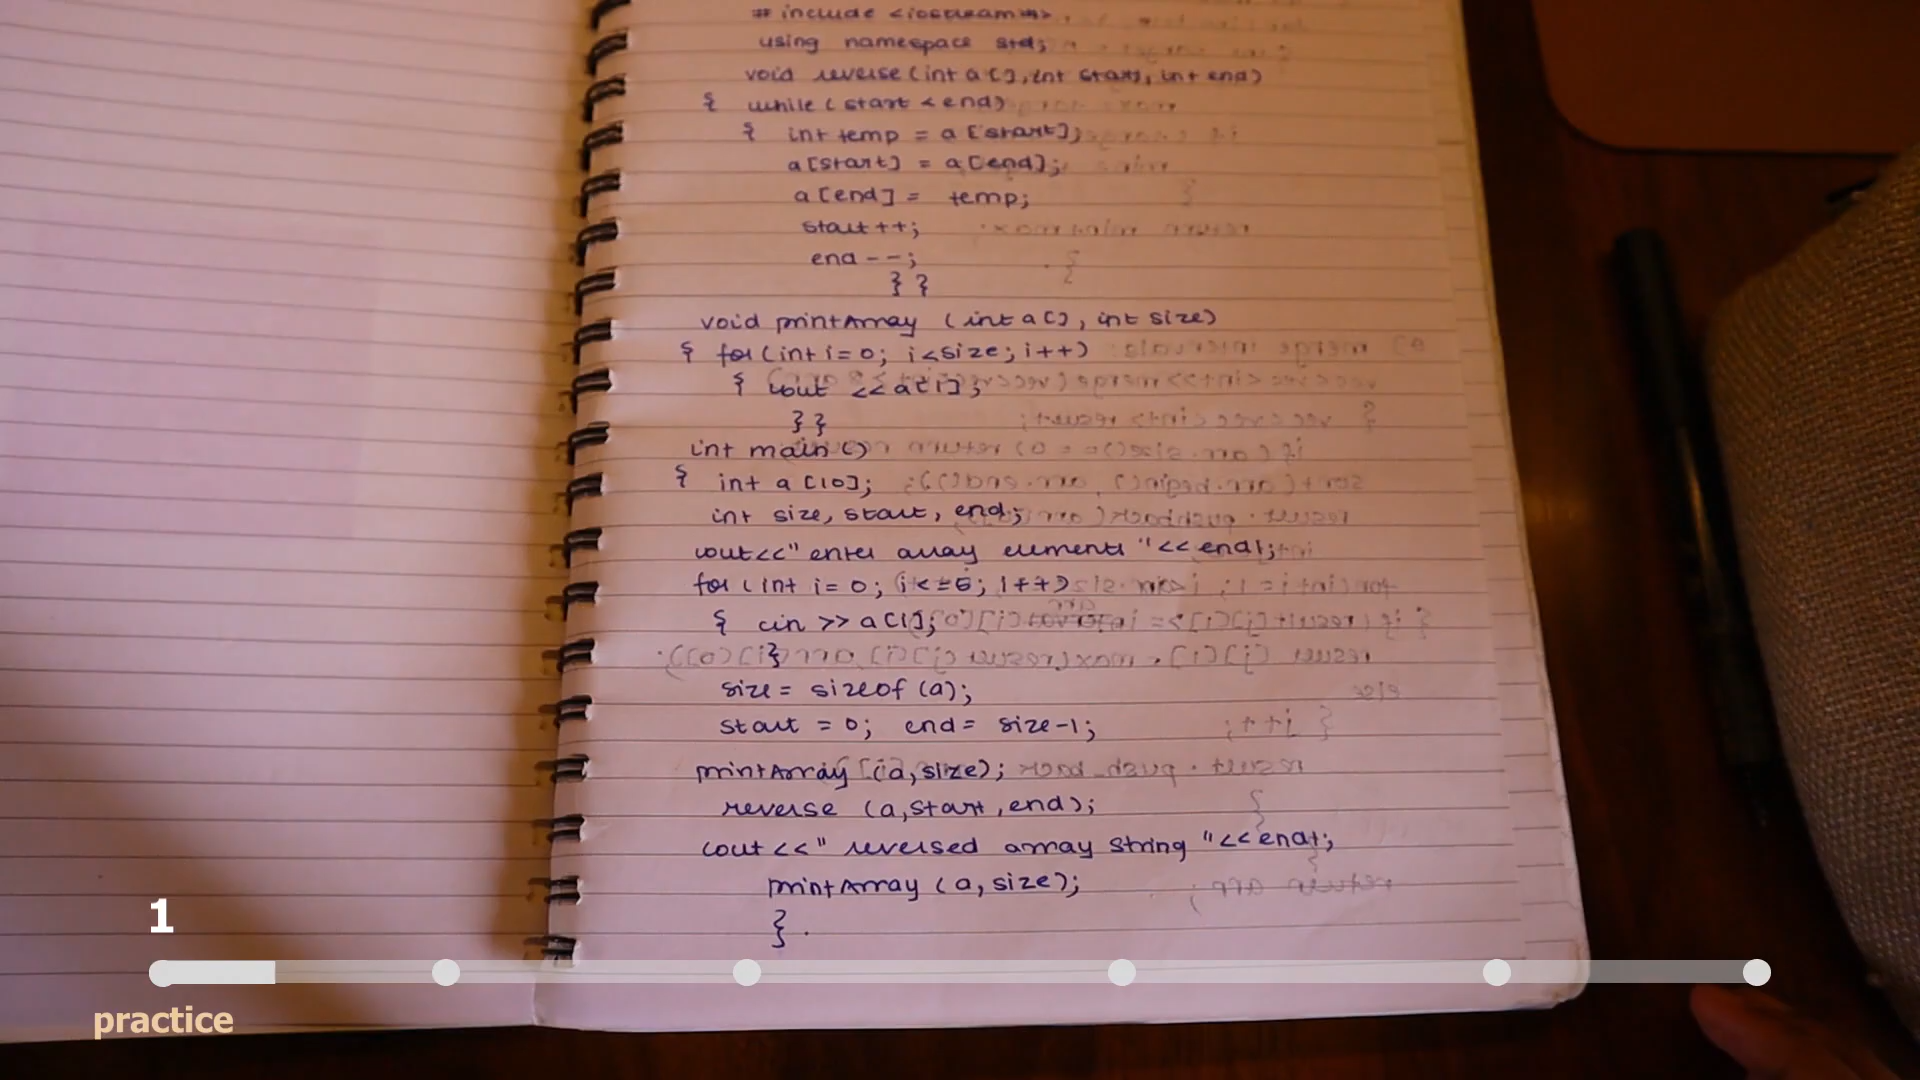 # include <iostream>
using namespace std;
void reverse (int a [], int start, int end)
{ while ( start < end)
{ int temp = a [start];
a [start] = a [end];
a [end] = temp;
start ++;
end --;
} }
void printArray (int a [], int size)
{ for (int i = 0; i < size; i ++)
{ cout << a [i];
} }
int main ()
{ int a [10];
int size, start, end;
cout << " enter array elements " << endl;
for (int i = 0; i <= 5; i ++)
{ cin >> a [i];
}
size = sizeof (a);
start = 0; end = size -1;
printArray (a, size);
reverse (a, start, end);
cout << " reversed array string " << endl;
printArray (a, size);
} .
1
practice